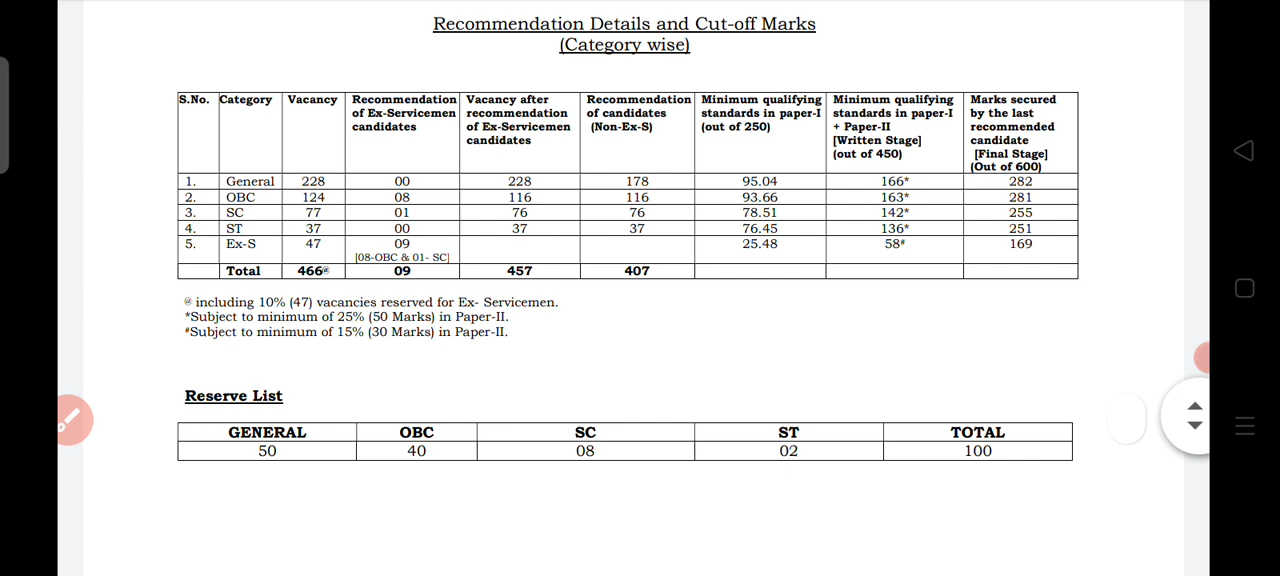 Recommendation Details and Cut-off Marks
(Category wise)
S.No. Category Vacancy Recommendation of Ex-Servicemen candidates Vacancy after recommendation of Ex-Servicemen candidates Recommendation of candidates (Non-Ex-S) Minimum qualifying standards in paper-I (out of 250) Minimum qualifying standards in paper-I + Paper-II [Written Stage] (out of 450) Marks secured by the last recommended candidate [Final Stage] (Out of 600)
1. General 228 00 228 178 95.04 166* 282
2. OBC 124 08 116 116 93.66 163* 281
3. SC 77 01 76 76 78.51 142* 255
4. ST 37 00 37 37 76.45 136* 251
5. Ex-S 47 09 [08-OBC & 01- SC] 25.48 58# 169
Total 466@ 09 457 407
@ including 10% (47) vacancies reserved for Ex- Servicemen.
*Subject to minimum of 25% (50 Marks) in Paper-II.
#Subject to minimum of 15% (30 Marks) in Paper-II.
Reserve List
GENERAL OBC SC ST TOTAL
50 40 08 02 100